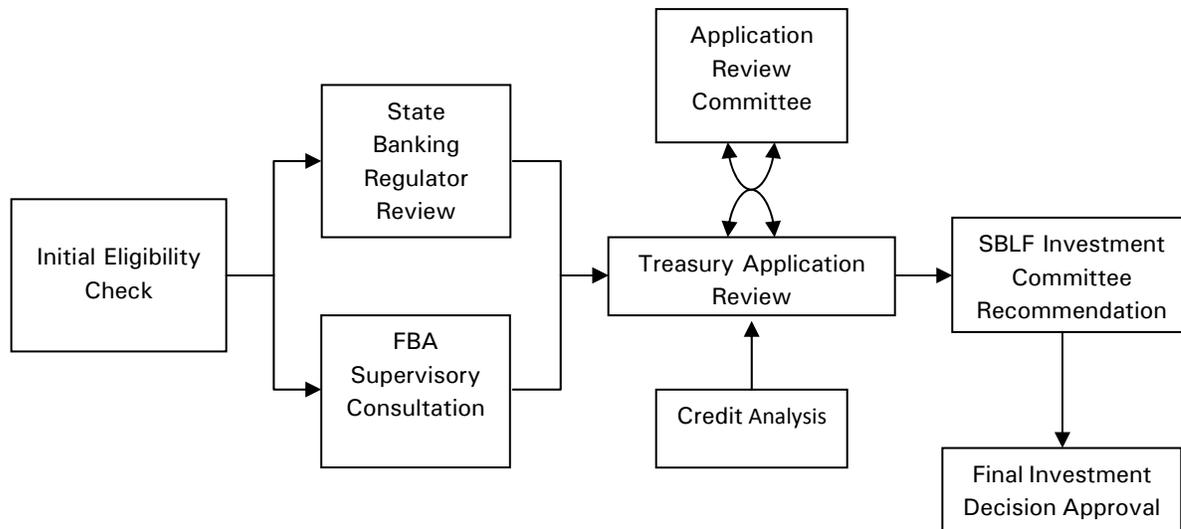 Initial Eligibility
Check
State
Banking
Regulator
Review
FBA
Supervisory
Consultation
Application
Review
Committee
Treasury Application
Review
Credit Analysis
SBLF Investment
Committee
Recommendation
Final Investment
Decision Approval